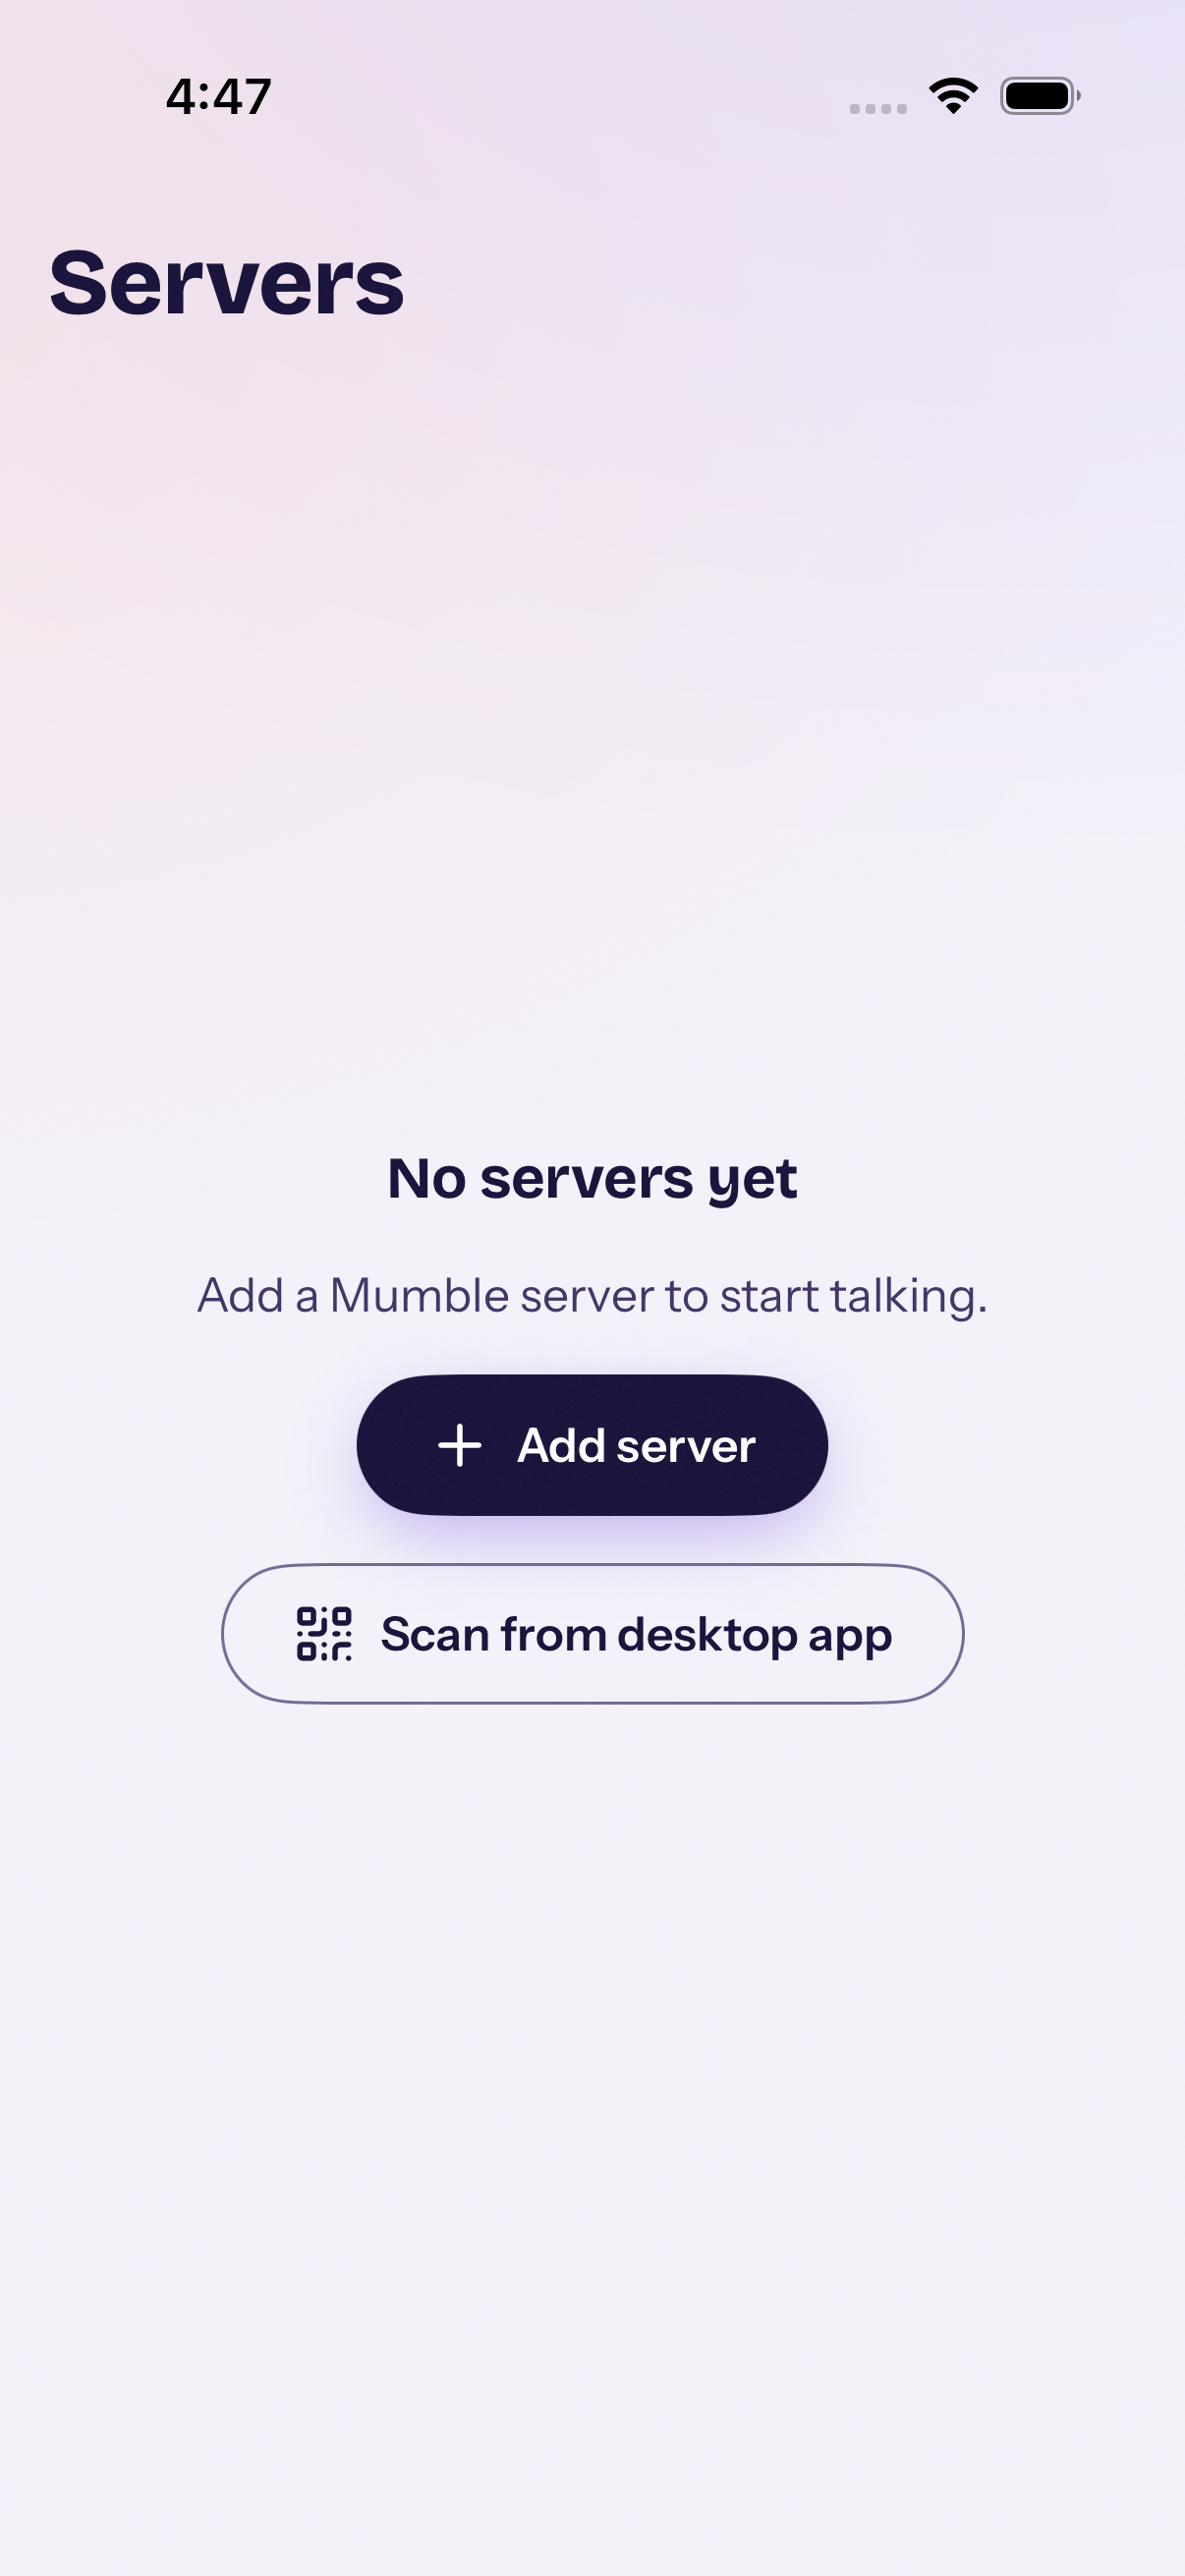 4:47
Servers
No servers yet
Add a Mumble server to start talking.
Add server
Scan from desktop app